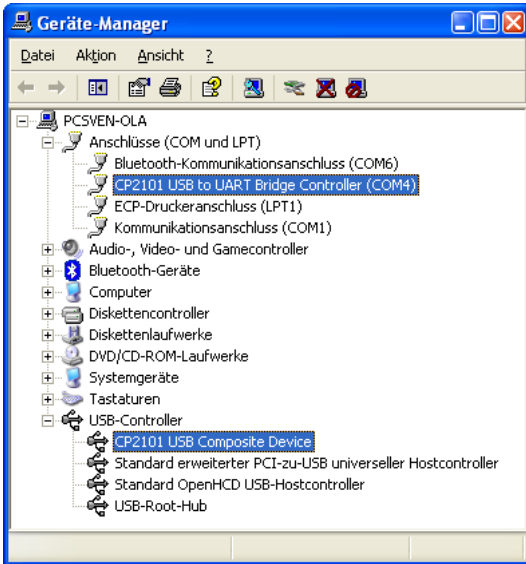 Geräte-Manager
Datei Aktion Ansicht ?
PCSVEN-OLA
Anschlüsse (COM und LPT)
Bluetooth-Kommunikationsanschluss (COM6)
CP2101 USB to UART Bridge Controller (COM4)
ECP-Druckeranschluss (LPT1)
Kommunikationsanschluss (COM1)
Audio-, Video- und Gamecontroller
Bluetooth-Geräte
Computer
Diskettencontroller
Diskettenlaufwerke
DVD/CD-ROM-Laufwerke
Systemgeräte
Tastaturen
USB-Controller
CP2101 USB Composite Device
Standard erweiterter PCI-zu-USB universeller Hostcontroller
Standard OpenHCD USB-Hostcontroller
USB-Root-Hub